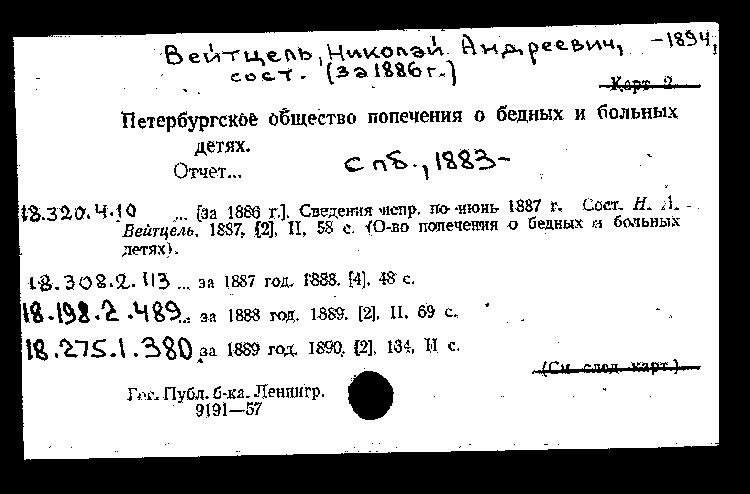 Вейтцель, Николай Андреевич, -1894,
сост. (за 1886 г.)
Карт 2.
Петербургское общество попечения о бедных и больных
детях.
Отчет... Спб., 1883-
18.320.4.10 ... [за 1886 г.]. Сведения испр. по июнь 1887 г. Сост. Н. А.
Вейтцель. 1887. [2], II, 58 с. (О-во попечения о бедных и больных
детях).
18.308.2.113 ... за 1887 год. 1888. [4], 48 с.
18.198.2.489 ... за 1888 год. 1889. [2], II, 69 с.
18.275.1.380 за 1889 год. 1890. [2], 134, II с.
(См. след. карт.)
Гос. Публ. б-ка. Ленингр.
9191—57